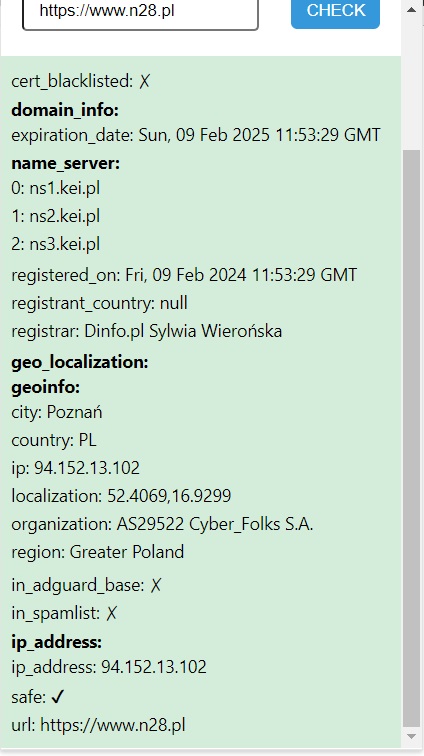 https://www.n28.pl
CHECK
cert_blacklisted: ✗
domain_info:
expiration_date: Sun, 09 Feb 2025 11:53:29 GMT
name_server:
0: ns1.kei.pl
1: ns2.kei.pl
2: ns3.kei.pl
registered_on: Fri, 09 Feb 2024 11:53:29 GMT
registrant_country: null
registrar: Dinfo.pl Sylwia Wierońska
geo_localization:
geoinfo:
city: Poznań
country: PL
ip: 94.152.13.102
localization: 52.4069,16.9299
organization: AS29522 Cyber_Folks S.A.
region: Greater Poland
in_adguard_base: ✗
in_spamlist: ✗
ip_address:
ip_address: 94.152.13.102
safe: ✓
url: https://www.n28.pl